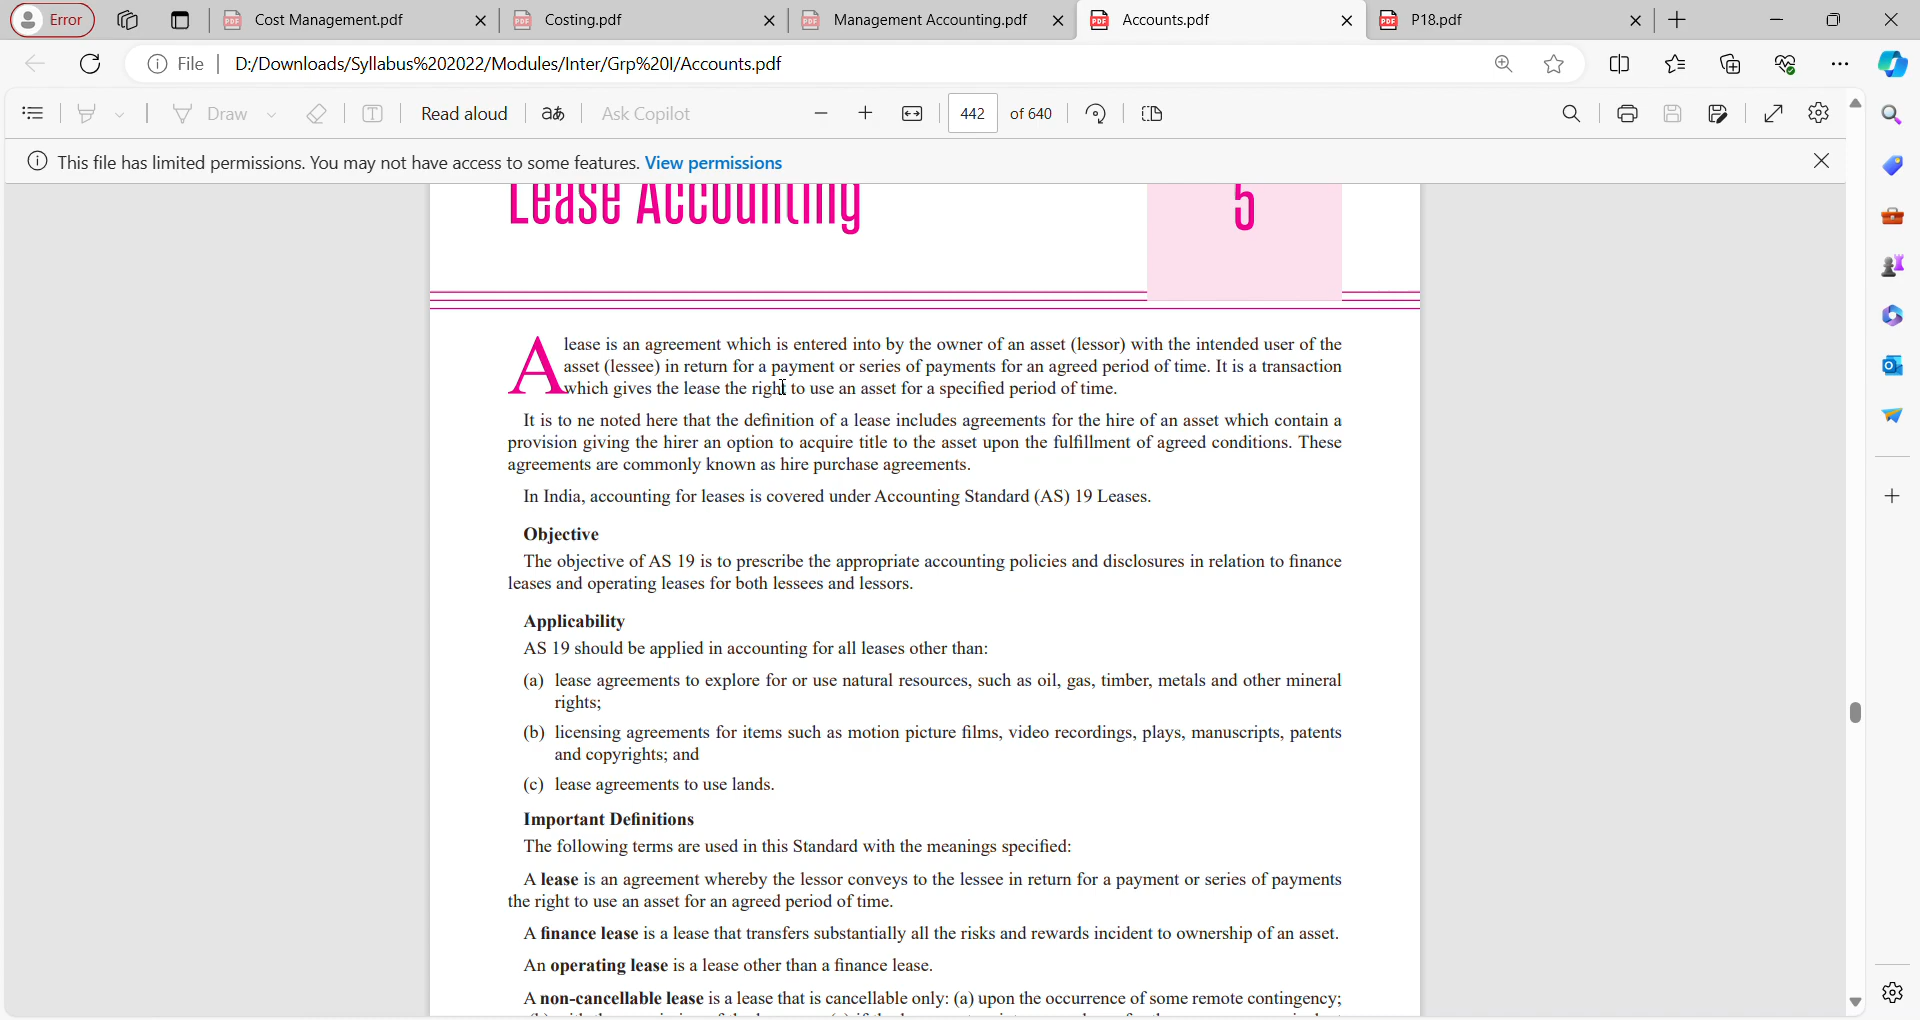 Error
Cost Management.pdf
Costing.pdf
Management Accounting.pdf
Accounts.pdf
P18.pdf
File
D:/Downloads/Syllabus%202022/Modules/Inter/Grp%20I/Accounts.pdf
Draw
Read aloud
aあ
Ask Copilot
442 of 640
This file has limited permissions. You may not have access to some features. View permissions
Lease Accounting
5
A lease is an agreement which is entered into by the owner of an asset (lessor) with the intended user of the
asset (lessee) in return for a payment or series of payments for an agreed period of time. It is a transaction
which gives the lease the right to use an asset for a specified period of time.
It is to ne noted here that the definition of a lease includes agreements for the hire of an asset which contain a
provision giving the hirer an option to acquire title to the asset upon the fulfillment of agreed conditions. These
agreements are commonly known as hire purchase agreements.
In India, accounting for leases is covered under Accounting Standard (AS) 19 Leases.
Objective
The objective of AS 19 is to prescribe the appropriate accounting policies and disclosures in relation to finance
leases and operating leases for both lessees and lessors.
Applicability
AS 19 should be applied in accounting for all leases other than:
(a) lease agreements to explore for or use natural resources, such as oil, gas, timber, metals and other mineral
rights;
(b) licensing agreements for items such as motion picture films, video recordings, plays, manuscripts, patents
and copyrights; and
(c) lease agreements to use lands.
Important Definitions
The following terms are used in this Standard with the meanings specified:
A lease is an agreement whereby the lessor conveys to the lessee in return for a payment or series of payments
the right to use an asset for an agreed period of time.
A finance lease is a lease that transfers substantially all the risks and rewards incident to ownership of an asset.
An operating lease is a lease other than a finance lease.
A non-cancellable lease is a lease that is cancellable only: (a) upon the occurrence of some remote contingency;